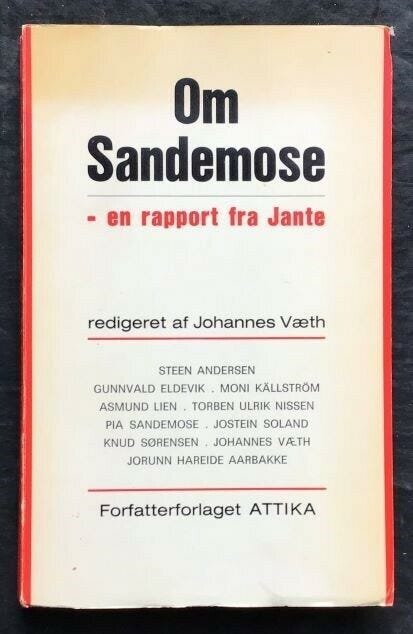 Om
Sandemose
- en rapport fra Jante
redigeret af Johannes Væth
STEEN ANDERSEN
GUNNVALD ELDEVIK . MONI KÄLLSTRÖM
ASMUND LIEN . TORBEN ULRIK NISSEN
PIA SANDEMOSE . JOSTEIN SOLAND
KNUD SØRENSEN . JOHANNES VÆTH
JORUNN HAREIDE AARBAKKE
Forfatterforlaget ATTIKA